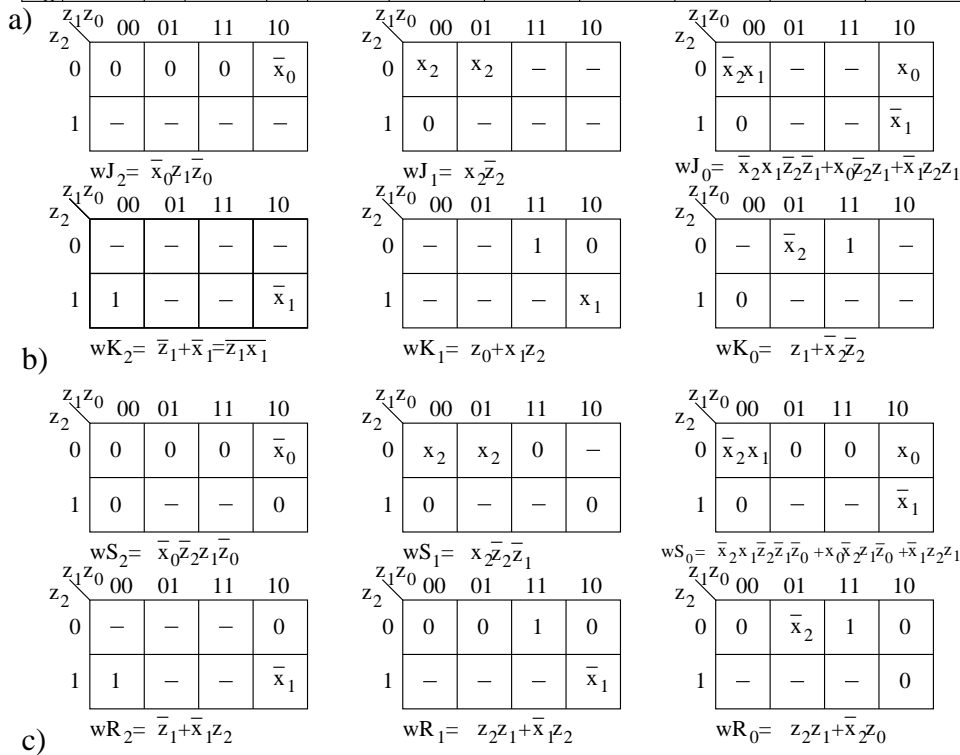 a)
z₁z₀ 00 01 11 10
z₂
0 0 0 0 x̅₀
1 – – – –
wJ₂= x̅₀z₁z̅₀
z₁z₀ 00 01 11 10
z₂
0 x₂ x₂ – –
1 0 – – –
wJ₁= x₂z̅₂
z₁z₀ 00 01 11 10
z₂
0 x̅₂x₁ – – x₀
1 0 – – x̅₁
wJ₀= x̅₂x₁z̅₂z̅₁+x₀z̅₂z₁+x̅₁z₂z₁
z₁z₀ 00 01 11 10
z₂
0 – – – –
1 1 – – x̅₁
b) wK₂= z̅₁+x̅₁=z̅₁̅x̅₁̅
z₁z₀ 00 01 11 10
z₂
0 – – 1 0
1 – – – x₁
wK₁= z₀+x₁z₂
z₁z₀ 00 01 11 10
z₂
0 – x̅₂ 1 –
1 0 – – –
wK₀= z₁+x̅₂z̅₂
z₁z₀ 00 01 11 10
z₂
0 0 0 0 x̅₀
1 0 – – 0
wS₂= x̅₀z̅₂z₁z̅₀
z₁z₀ 00 01 11 10
z₂
0 x₂ x₂ 0 –
1 0 – – 0
wS₁= x₂z̅₂z̅₁
z₁z₀ 00 01 11 10
z₂
0 x̅₂x₁ 0 0 x₀
1 0 – – x̅₁
wS₀= x̅₂x₁z̅₂z̅₁z̅₀+x₀x̅₂z₁z̅₀+x̅₁z₂z₁
z₁z₀ 00 01 11 10
z₂
0 – – – 0
1 1 – – x̅₁
c) wR₂= z̅₁+x̅₁z₂
z₁z₀ 00 01 11 10
z₂
0 0 0 1 0
1 – – – x̅₁
wR₁= z₂z₁+x̅₁z₂
z₁z₀ 00 01 11 10
z₂
0 0 x̅₂ 1 0
1 – – – 0
wR₀= z₂z₁+x̅₂z₀